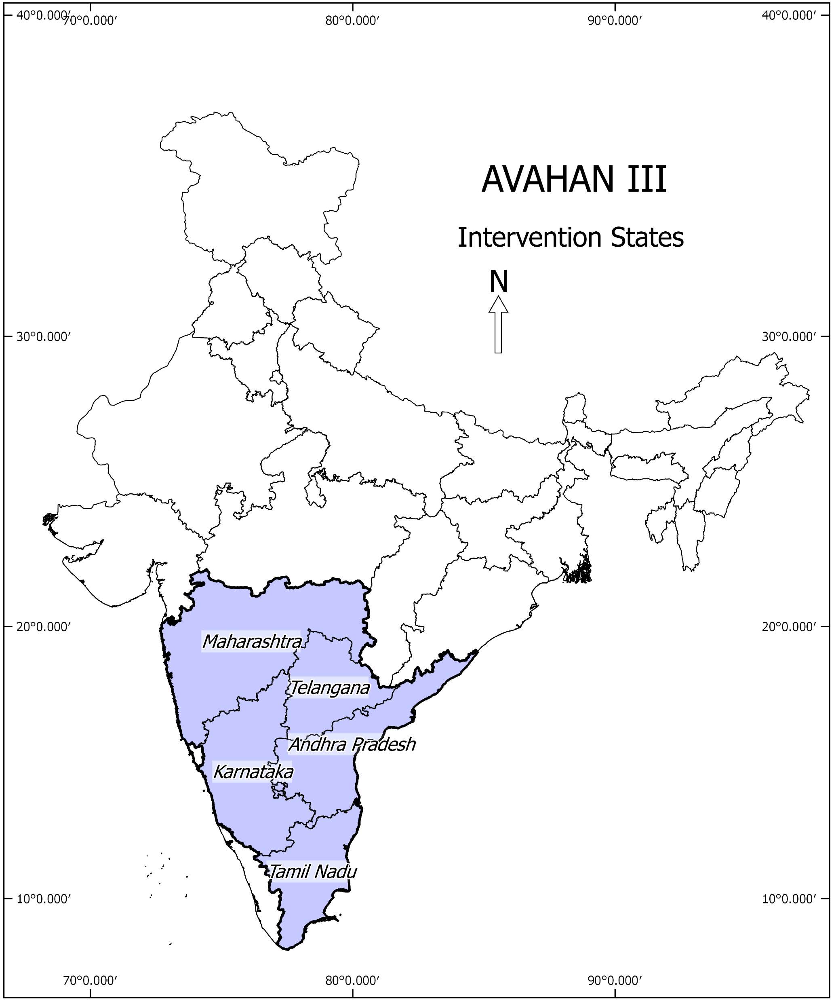 40°0.000′ 70°0.000′ 80°0.000′ 90°0.000′ 40°0.000′
AVAHAN III
Intervention States
N
30°0.000′ 30°0.000′
20°0.000′ 20°0.000′
Maharashtra
Telangana
Andhra Pradesh
Karnataka
Tamil Nadu
10°0.000′ 10°0.000′
70°0.000′ 80°0.000′ 90°0.000′